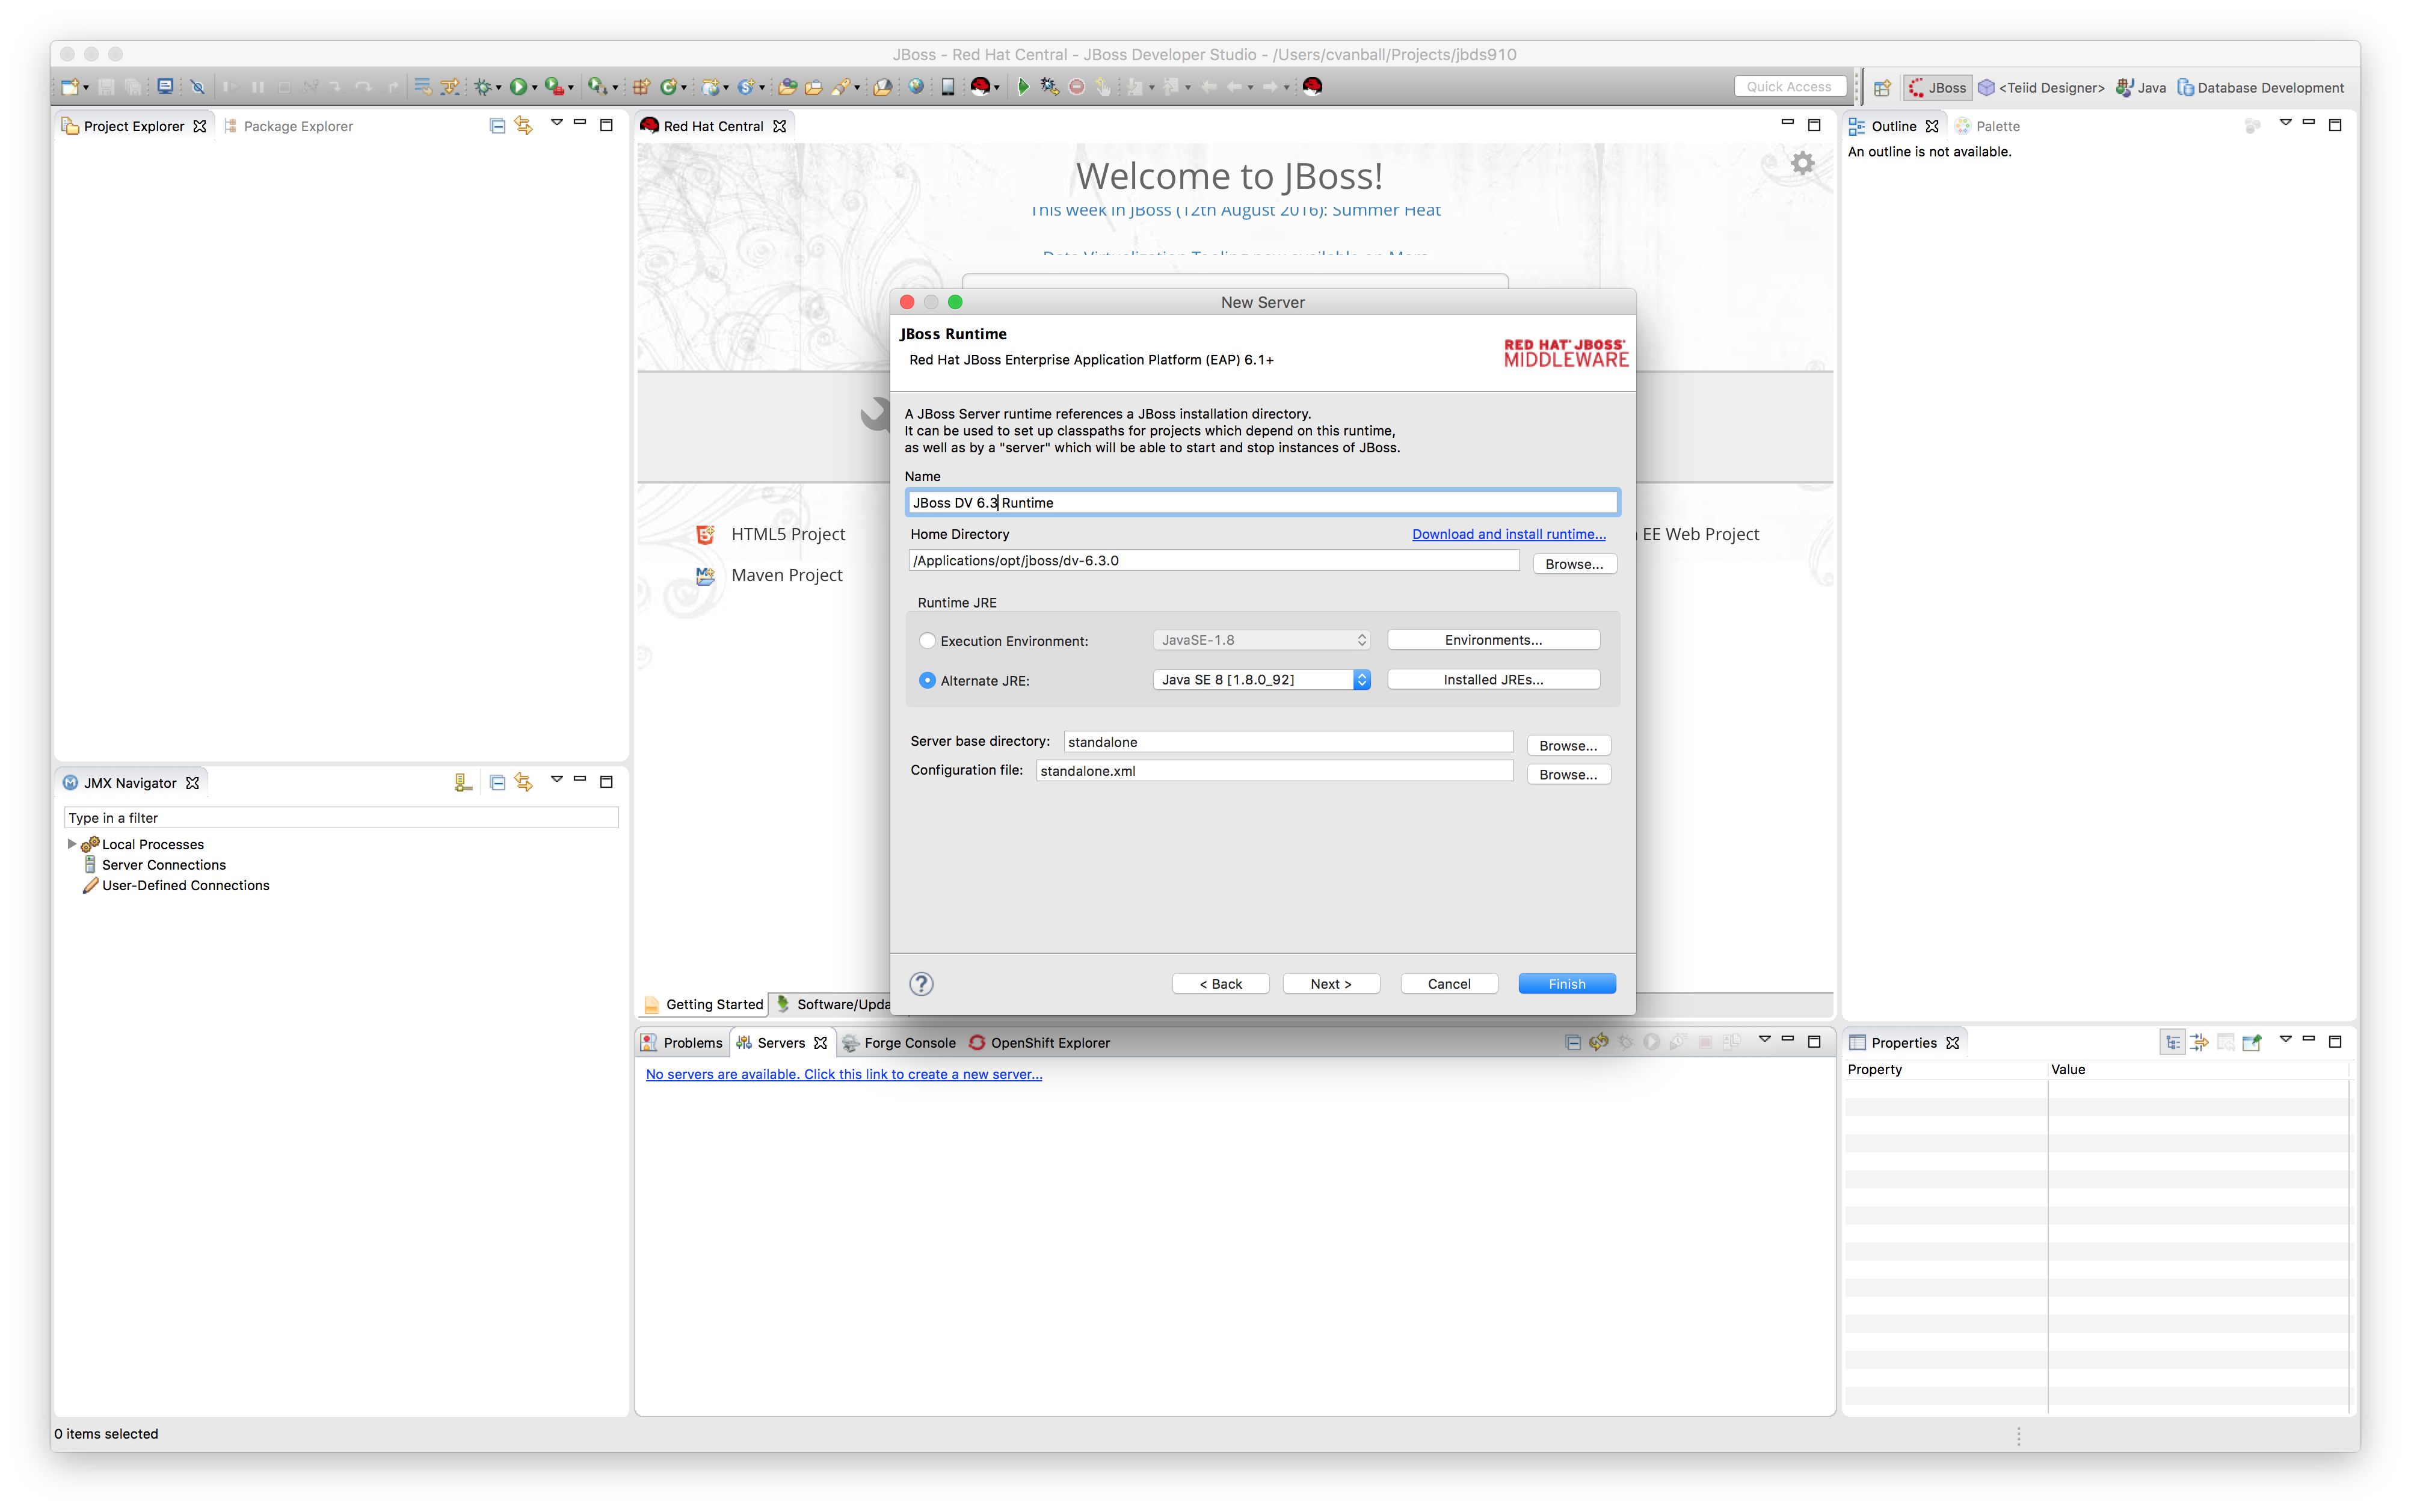 JBoss - Red Hat Central - JBoss Developer Studio - /Users/cvanball/Projects/jbds910
Quick Access
JBoss
<Teiid Designer>
Java
Database Development
Project Explorer
Package Explorer
Red Hat Central
Outline
Palette
An outline is not available.
Welcome to JBoss!
This week in JBoss (12th August 2016): Summer Heat
Data Virtualization Tooling now available on Mars
New Server
JBoss Runtime
Red Hat JBoss Enterprise Application Platform (EAP) 6.1+
RED HAT JBOSS
MIDDLEWARE
A JBoss Server runtime references a JBoss installation directory.
It can be used to set up classpaths for projects which depend on this runtime,
as well as by a "server" which will be able to start and stop instances of JBoss.
Name
JBoss DV 6.3 Runtime
Home Directory
Download and install runtime...
/Applications/opt/jboss/dv-6.3.0
Browse...
Runtime JRE
Execution Environment:
JavaSE-1.8
Environments...
Alternate JRE:
Java SE 8 [1.8.0_92]
Installed JREs...
Server base directory:
standalone
Browse...
Configuration file:
standalone.xml
Browse...
?
< Back
Next >
Cancel
Finish
HTML5 Project
EE Web Project
Maven Project
Getting Started
Software/Upda
JMX Navigator
Type in a filter
Local Processes
Server Connections
User-Defined Connections
Problems
Servers
Forge Console
OpenShift Explorer
No servers are available. Click this link to create a new server...
Properties
Property
Value
0 items selected